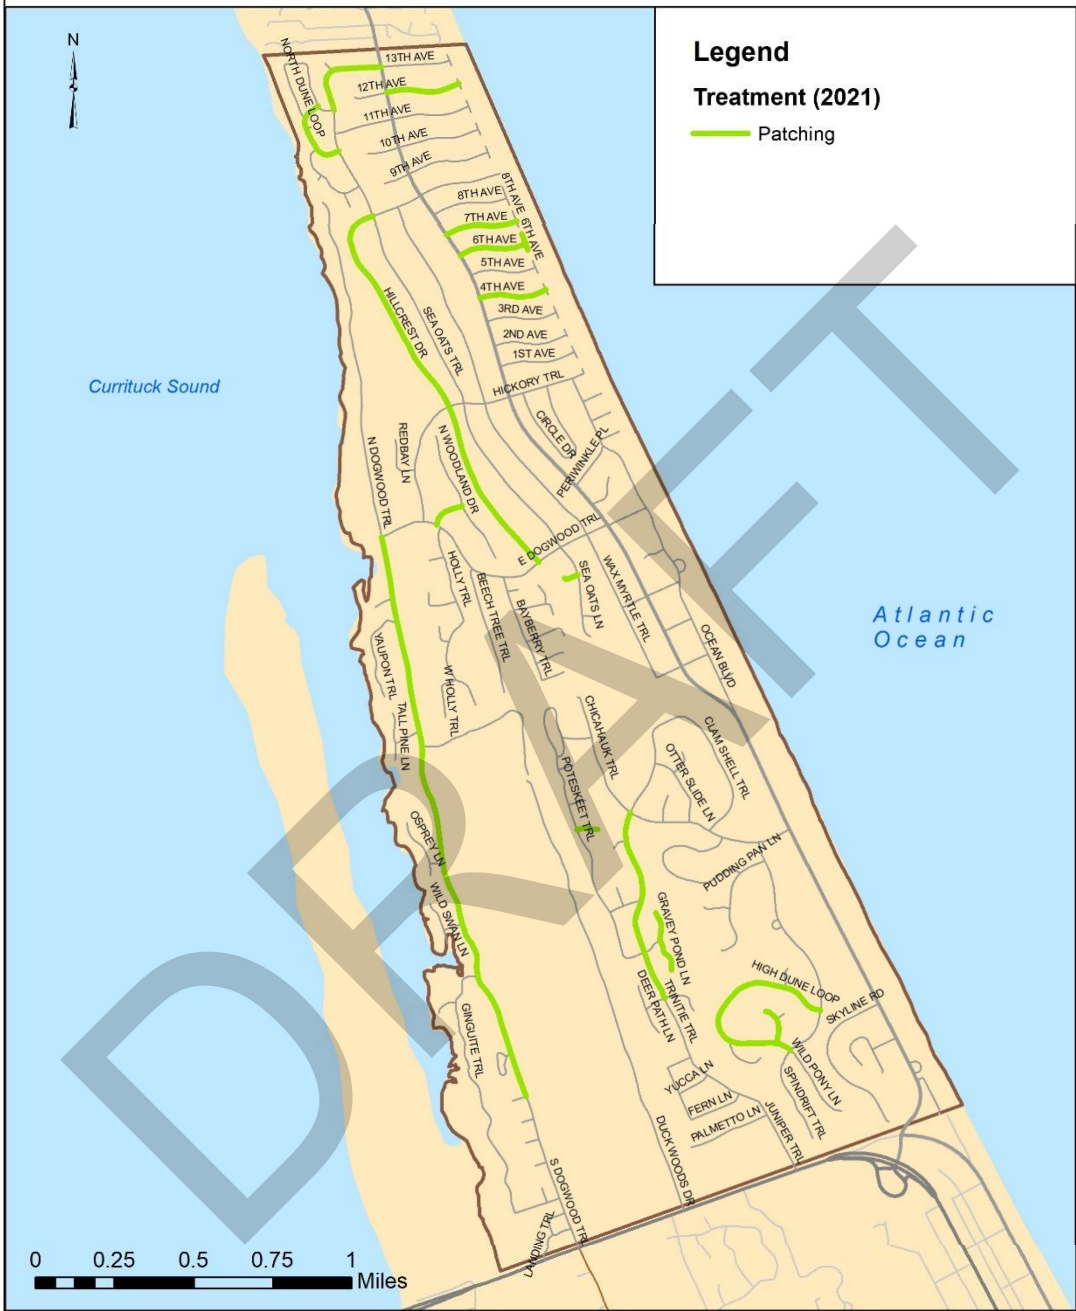 Legend
Treatment (2021)
Patching
N
13TH AVE
NORTH DUNE LOOP
12TH AVE
11TH AVE
10TH AVE
9TH AVE
8TH AVE
8TH AVE
7TH AVE
6TH AVE
6TH AVE
5TH AVE
4TH AVE
3RD AVE
2ND AVE
1ST AVE
HILLCREST DR
SEA OATS TRL
HICKORY TRL
Currituck Sound
CIRCLE DR
PERIWINKLE PL
REDBAY LN
N WOODLAND DR
N DOGWOOD TRL
E DOGWOOD TRL
HOLLY TRL
BEECH TREE TRL
BAYBERRY TRL
SEA OATS LN
WAX MYRTLE TRL
Atlantic
Ocean
OCEAN BLVD
YAUPON TRL
W HOLLY TRL
TALL PINE LN
CHICAHAUK TRL
CLAM SHELL TRL
OTTER SLIDE LN
POTESKEET TRL
OSPREY LN
PUDDING PAN LN
WILD SWAN LN
GRAVEY POND LN
HIGH DUNE LOOP
SKYLINE RD
DEER PATH LN
TRINITIE TRL
GINGUITE TRL
WILD PONY LN
SPINDRIFT TRL
YUCCA LN
FERN LN
PALMETTO LN
JUNIPER TRL
DUCK WOODS DR
S DOGWOOD TRL
LANDING TRL
DRAFT
0 0.25 0.5 0.75 1
Miles